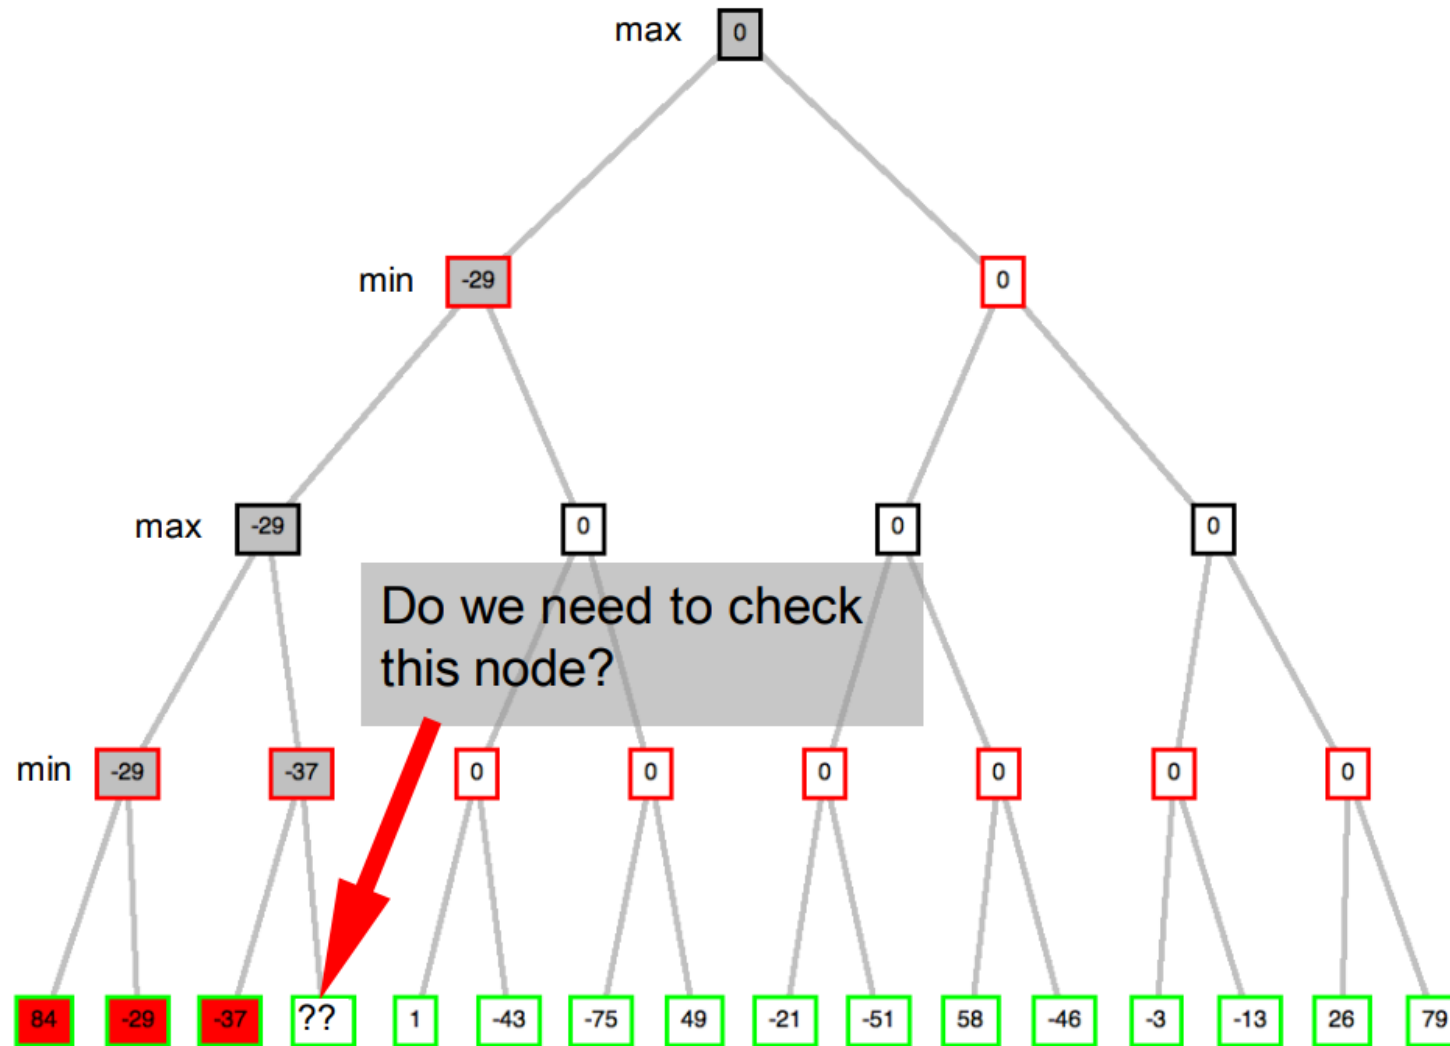 max 0
min -29 0
max -29 0 0 0
Do we need to check
this node?
min -29 -37 0 0 0 0 0 0
84 -29 -37 ?? 1 -43 -75 49 -21 -51 58 -46 -3 -13 26 79